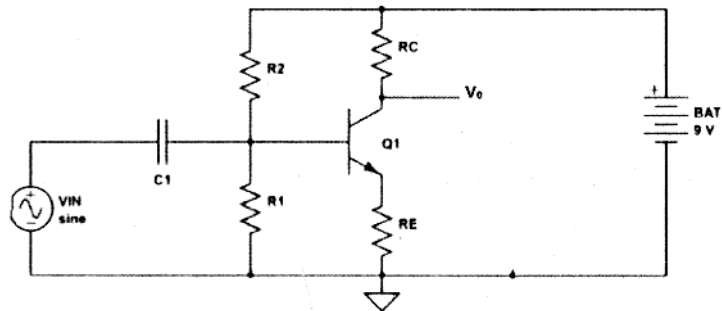 RC
R2
V₀
+
BAT
9 V
Q1
C1
+
VIN
sine
R1
RE